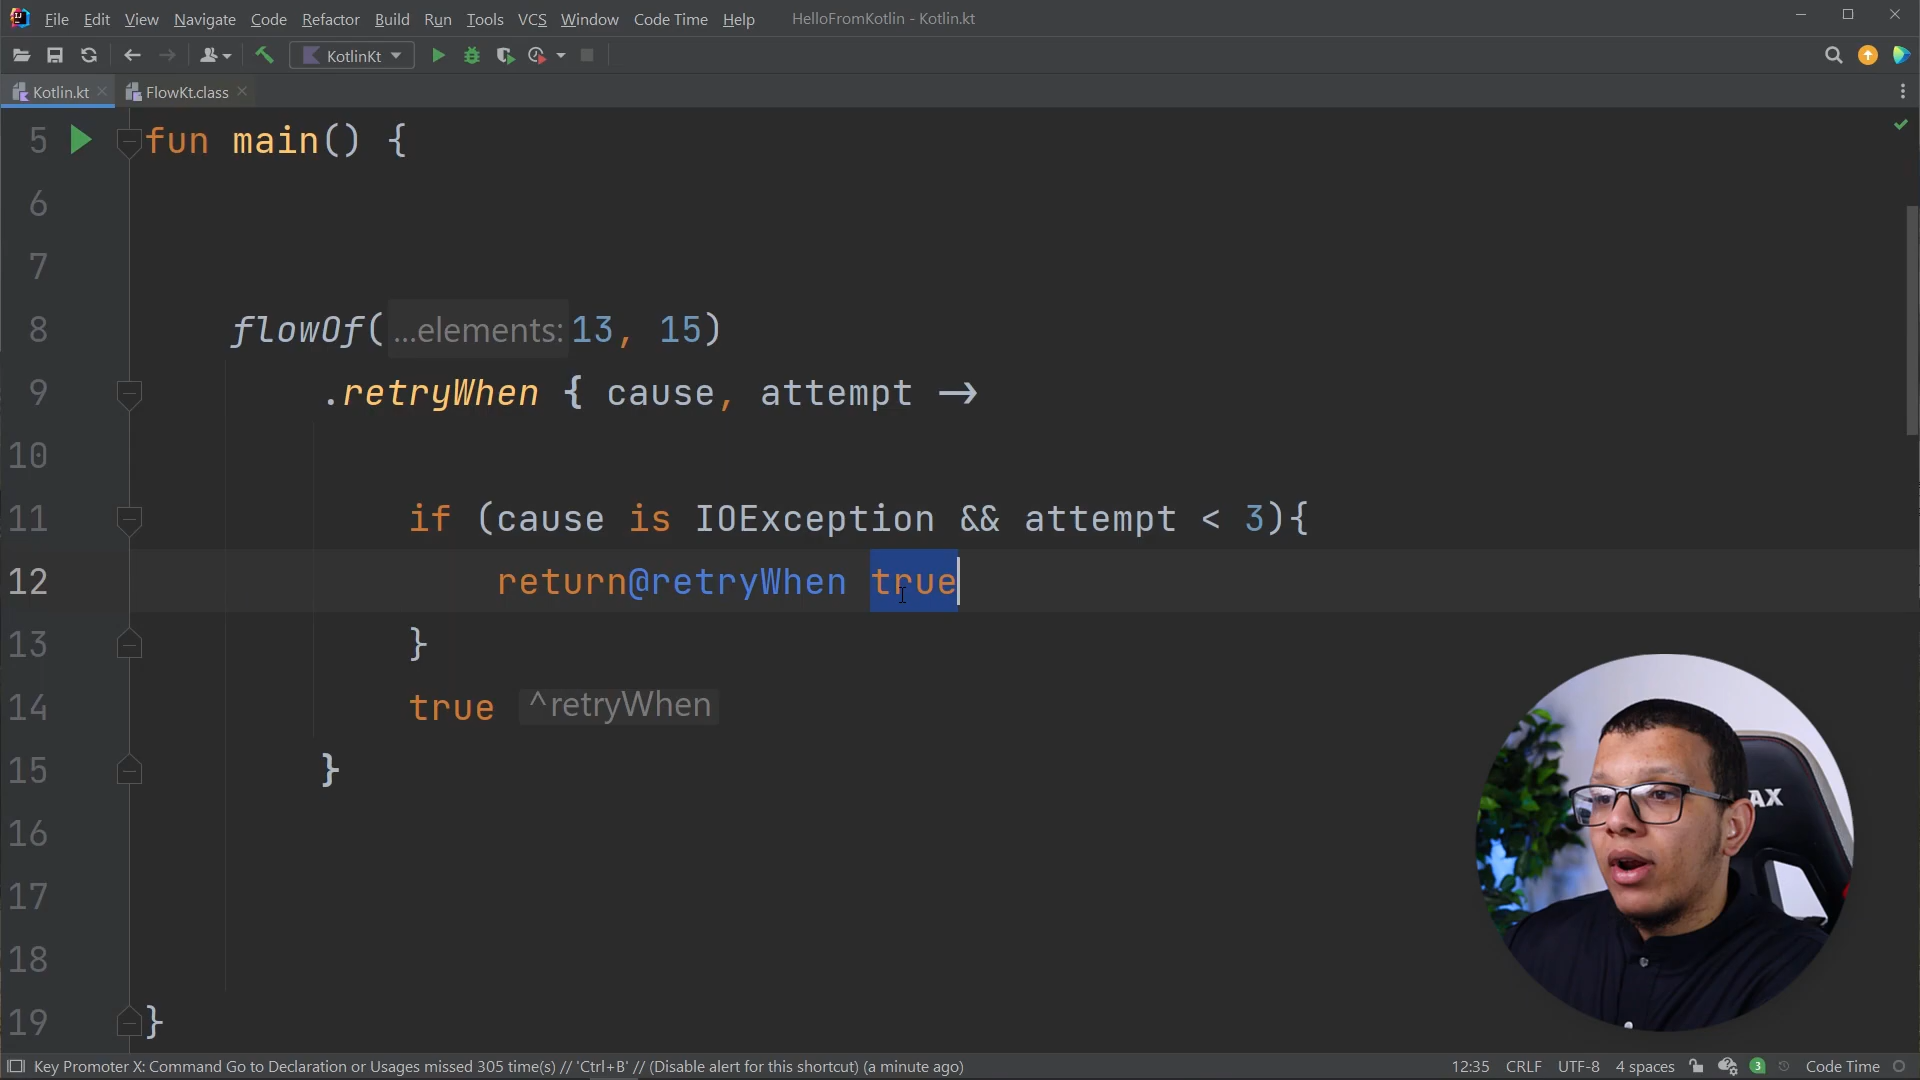 File Edit View Navigate Code Refactor Build Run Tools VCS Window Code Time Help HelloFromKotlin - Kotlin.kt
KotlinKt
Kotlin.kt FlowKt.class
5 fun main() {
6
7
8 flowOf(...elements: 13, 15)
9 .retryWhen { cause, attempt ->
10
11 if (cause is IOException && attempt < 3){
12 return@retryWhen true
13 }
14 true ^retryWhen
15 }
16
17
18
19 }
AX
Key Promoter X: Command Go to Declaration or Usages missed 305 time(s) // 'Ctrl+B' // (Disable alert for this shortcut) (a minute ago) 12:35 CRLF UTF-8 4 spaces 3 Code Time